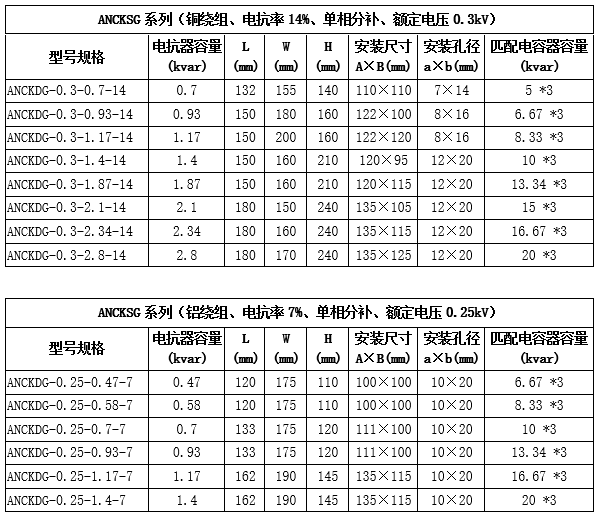 ANCKSG 系列（铜绕组、电抗率 14%、单相分补、额定电压 0.3kV）
型号规格 电抗器容量(kvar) L(mm) W(mm) H(mm) 安装尺寸A×B(mm) 安装孔径a×b(mm) 匹配电容器容量(kvar)
ANCKDG-0.3-0.7-14 0.7 132 155 140 110×110 7×14 5 *3
ANCKDG-0.3-0.93-14 0.93 150 180 160 122×100 8×16 6.67 *3
ANCKDG-0.3-1.17-14 1.17 150 200 160 122×120 8×16 8.33 *3
ANCKDG-0.3-1.4-14 1.4 150 160 210 120×95 12×20 10 *3
ANCKDG-0.3-1.87-14 1.87 150 160 210 120×115 12×20 13.34 *3
ANCKDG-0.3-2.1-14 2.1 180 150 240 135×105 12×20 15 *3
ANCKDG-0.3-2.34-14 2.34 180 160 240 135×115 12×20 16.67 *3
ANCKDG-0.3-2.8-14 2.8 180 170 240 135×125 12×20 20 *3
ANCKSG 系列（铝绕组、电抗率 7%、单相分补、额定电压 0.25kV）
型号规格 电抗器容量(kvar) L(mm) W(mm) H(mm) 安装尺寸A×B(mm) 安装孔径a×b(mm) 匹配电容器容量(kvar)
ANCKDG-0.25-0.47-7 0.47 120 175 110 100×100 10×20 6.67 *3
ANCKDG-0.25-0.58-7 0.58 120 175 110 100×100 10×20 8.33 *3
ANCKDG-0.25-0.7-7 0.7 133 175 120 111×100 10×20 10 *3
ANCKDG-0.25-0.93-7 0.93 133 175 120 111×100 10×20 13.34 *3
ANCKDG-0.25-1.17-7 1.17 162 190 145 135×115 10×20 16.67 *3
ANCKDG-0.25-1.4-7 1.4 162 190 145 135×115 10×20 20 *3